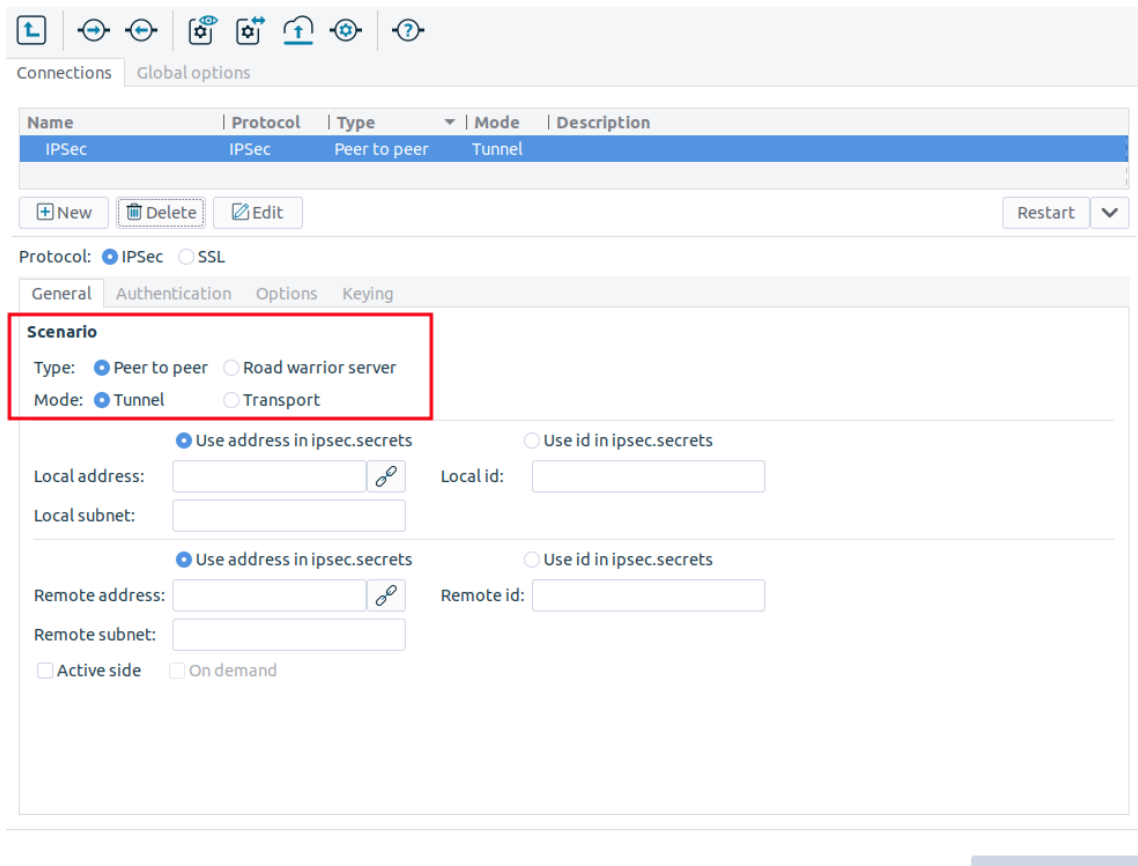 Connections Global options
Name Protocol Type Mode Description
IPSec IPSec Peer to peer Tunnel
New Delete Edit Restart
Protocol: IPSec SSL
General Authentication Options Keying
Scenario
Type: Peer to peer Road warrior server
Mode: Tunnel Transport
Use address in ipsec.secrets Use id in ipsec.secrets
Local address: Local id:
Local subnet:
Use address in ipsec.secrets Use id in ipsec.secrets
Remote address: Remote id:
Remote subnet:
Active side On demand